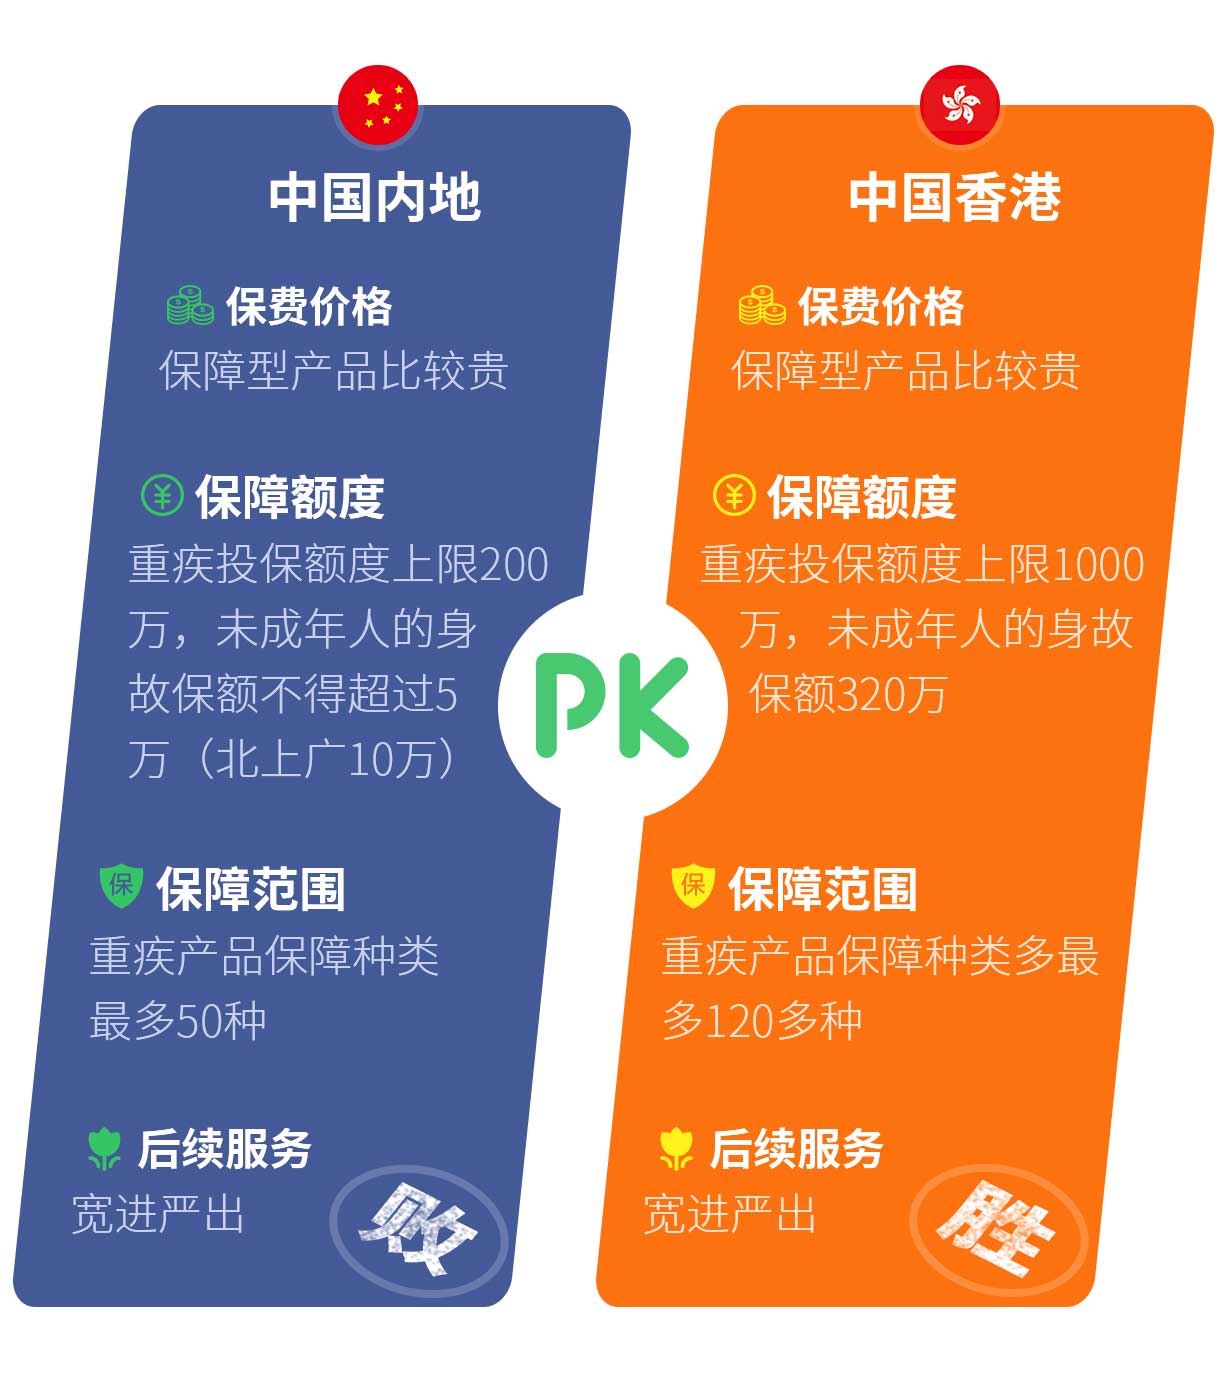 中国内地
保费价格
保障型产品比较贵
保障额度
重疾投保额度上限200
万，未成年人的身
故保额不得超过5
万（北上广10万）
保
保障范围
重疾产品保障种类
最多50种
后续服务
宽进严出
败
PK
中国香港
保费价格
保障型产品比较贵
保障额度
重疾投保额度上限1000
万，未成年人的身故
保额320万
保
保障范围
重疾产品保障种类多最
多120多种
后续服务
宽进严出
胜